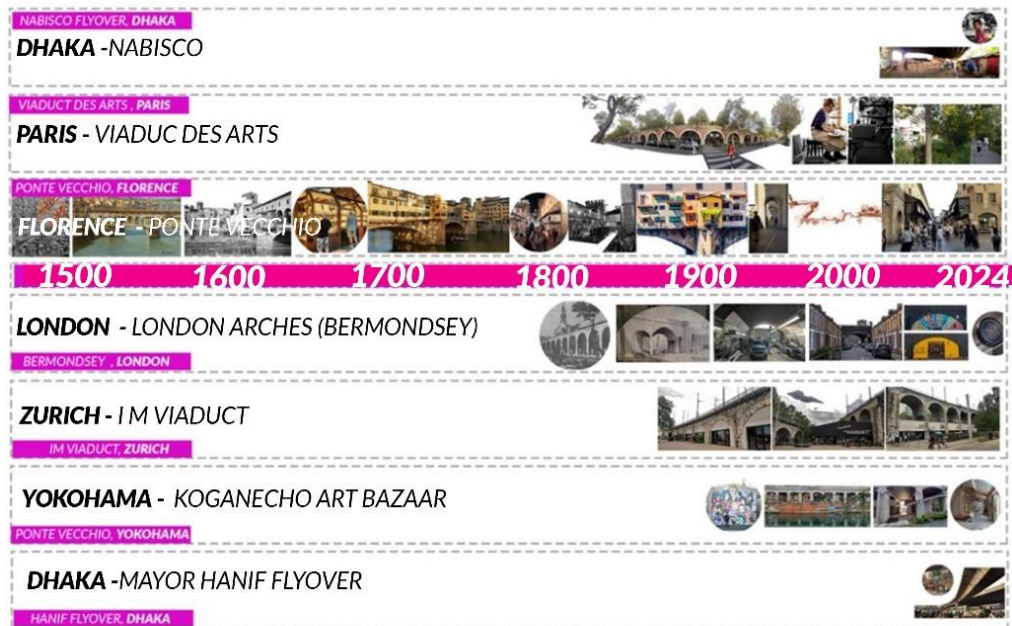 NABISCO FLYOVER, DHAKA
DHAKA -NABISCO
VIADUCT DES ARTS , PARIS
PARIS - VIADUC DES ARTS
PONTE VECCHIO, FLORENCE
FLORENCE - PONTE VECCHIO
1500 1600 1700 1800 1900 2000 2024
LONDON - LONDON ARCHES (BERMONDSEY)
BERMONDSEY , LONDON
ZURICH - I M VIADUCT
IM VIADUCT, ZURICH
YOKOHAMA - KOGANECHO ART BAZAAR
PONTE VECCHIO, YOKOHAMA
DHAKA -MAYOR HANIF FLYOVER
HANIF FLYOVER, DHAKA